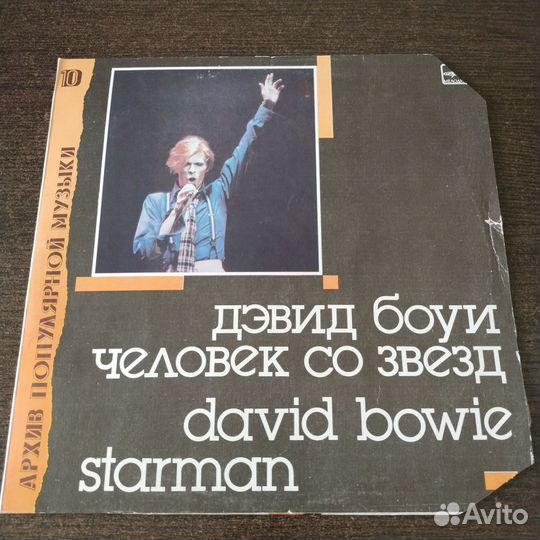 10
АРХИВ ПОПУЛЯРНОЙ МУЗЫКИ
ДЭВИД БОУИ
ЧЕЛОВЕК СО ЗВЕЗД
david bowie
starman
Avito